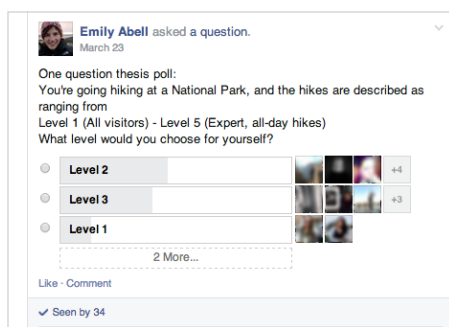 Emily Abell asked a question.
March 23
One question thesis poll:
You're going hiking at a National Park, and the hikes are described as
ranging from
Level 1 (All visitors) - Level 5 (Expert, all-day hikes)
What level would you choose for yourself?
Level 2
+4
Level 3
+3
Level 1
2 More...
Like · Comment
Seen by 34